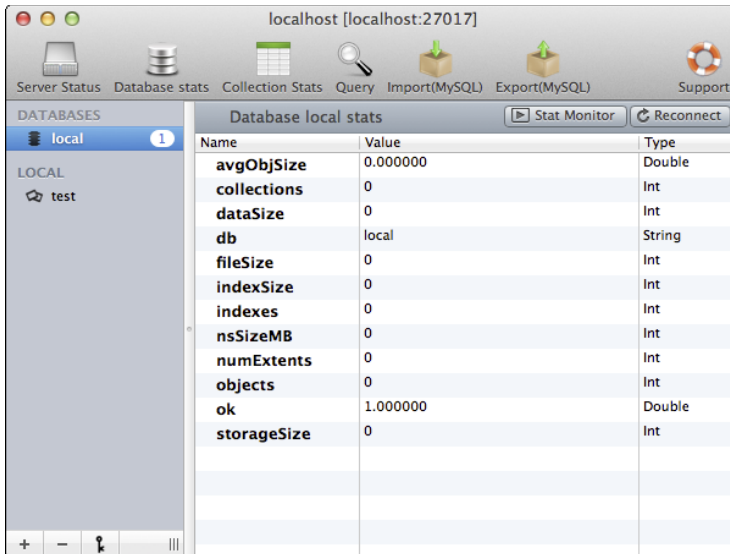 localhost [localhost:27017]
Server Status Database stats Collection Stats Query Import(MySQL) Export(MySQL) Support
DATABASES
local 1
LOCAL
test
Database local stats Stat Monitor Reconnect
Name Value Type
avgObjSize 0.000000 Double
collections 0 Int
dataSize 0 Int
db local String
fileSize 0 Int
indexSize 0 Int
indexes 0 Int
nsSizeMB 0 Int
numExtents 0 Int
objects 0 Int
ok 1.000000 Double
storageSize 0 Int